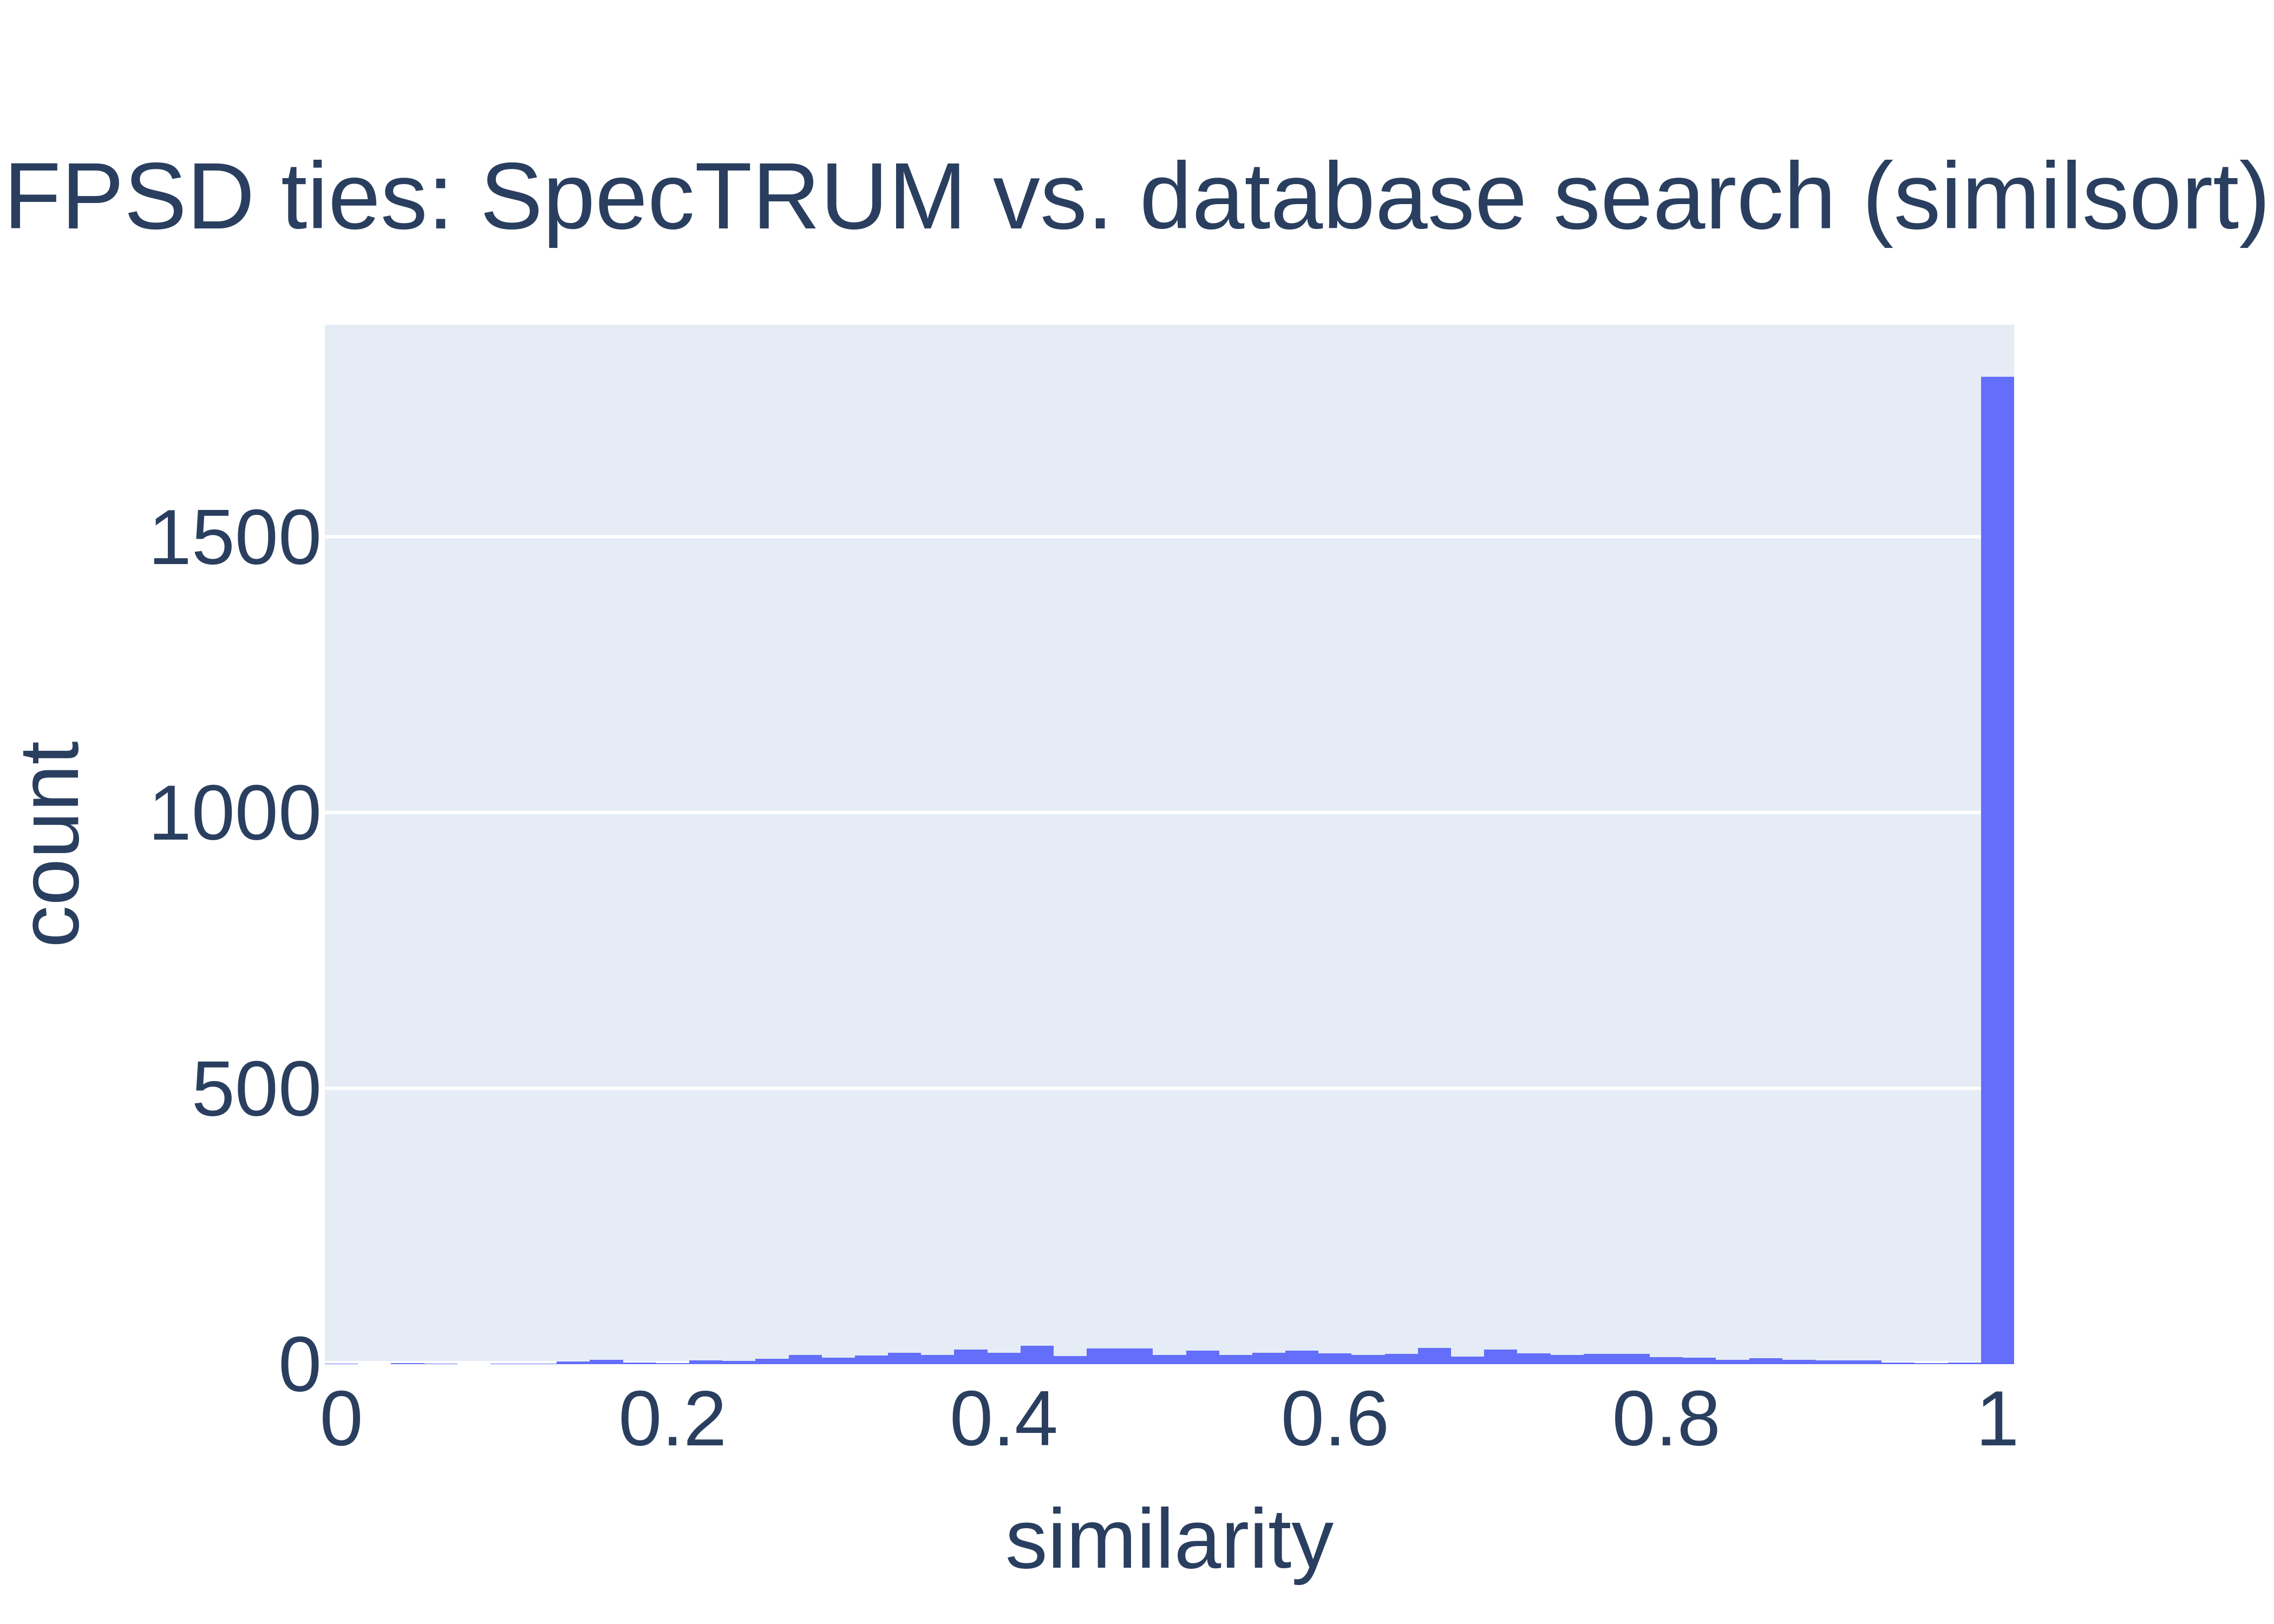 FPSD ties: SpecTRUM vs. database search (similsort)
1500
1000
500
0
count
0 0.2 0.4 0.6 0.8 1
similarity